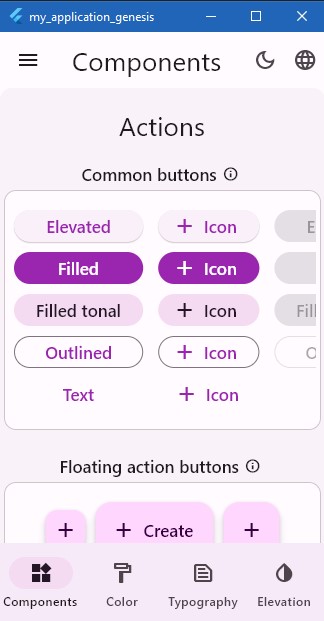 my_application_genesis
Components
Actions
Common buttons
Elevated
Icon
E
Filled
Icon
Filled tonal
Icon
Fill
Outlined
Icon
O
Text
Icon
Floating action buttons
Create
Components
Color
Typography
Elevation